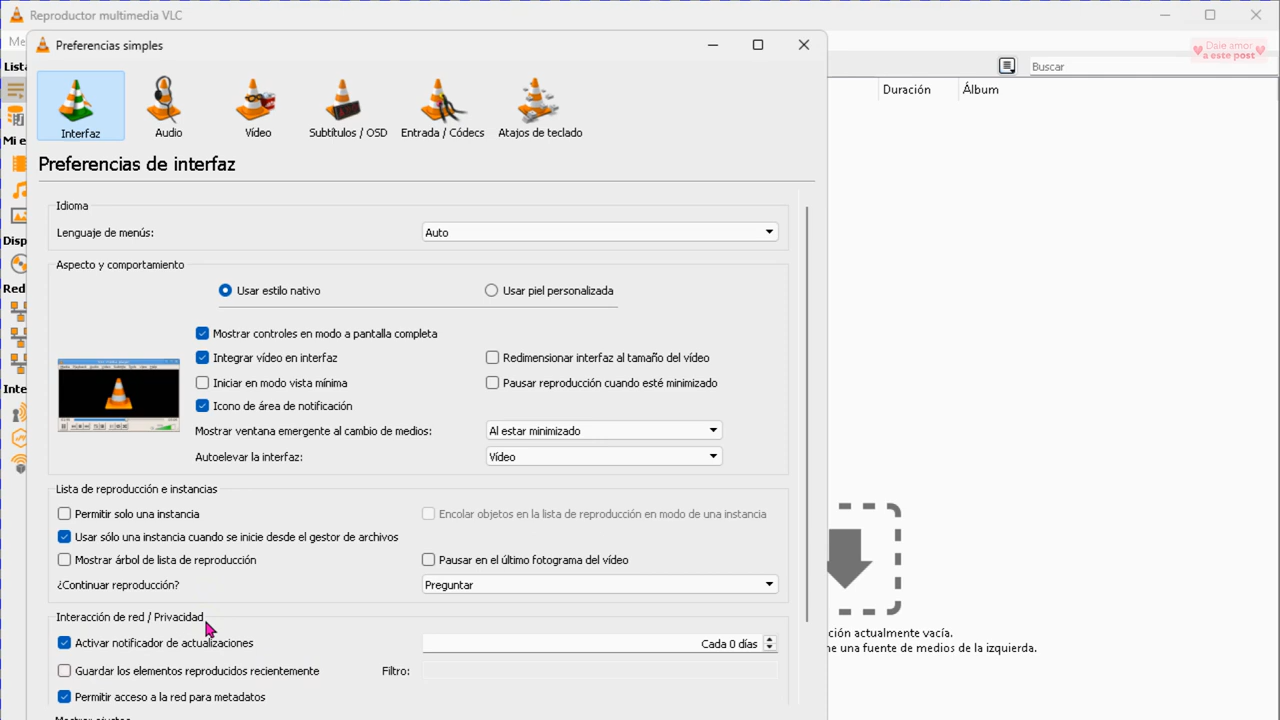 Reproductor multimedia VLC
Me
Preferencias simples
Dale amor
a este post
Lista
Buscar
Duración
Álbum
Interfaz
Audio
Vídeo
Subtítulos / OSD
Entrada / Códecs
Atajos de teclado
Mi e
Preferencias de interfaz
Idioma
Lenguaje de menús:
Auto
Disp
Aspecto y comportamiento
Red
Usar estilo nativo
Usar piel personalizada
Mostrar controles en modo a pantalla completa
Integrar vídeo en interfaz
Redimensionar interfaz al tamaño del vídeo
Iniciar en modo vista mínima
Pausar reproducción cuando esté minimizado
Inte
Icono de área de notificación
Mostrar ventana emergente al cambio de medios:
Al estar minimizado
Autoelevar la interfaz:
Vídeo
Lista de reproducción e instancias
Permitir solo una instancia
Encolar objetos en la lista de reproducción en modo de una instancia
Usar sólo una instancia cuando se inicie desde el gestor de archivos
Mostrar árbol de lista de reproducción
Pausar en el último fotograma del vídeo
¿Continuar reproducción?
Preguntar
Interacción de red / Privacidad
Activar notificador de actualizaciones
Cada 0 días
ción actualmente vacía.
ne una fuente de medios de la izquierda.
Guardar los elementos reproducidos recientemente
Filtro:
Permitir acceso a la red para metadatos
Mostrar ajustes